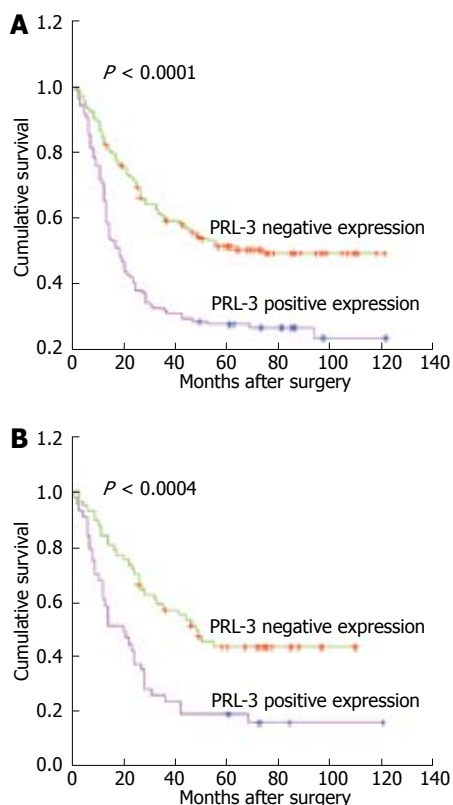 A
1.2
P < 0.0001
1.0
0.8
0.6
0.4
0.2
Cumulative survival
PRL-3 negative expression
PRL-3 positive expression
0 20 40 60 80 100 120 140
Months after surgery
B
1.2
P < 0.0004
1.0
0.8
0.6
0.4
0.2
0.0
Cumulative survival
PRL-3 negative expression
PRL-3 positive expression
0 20 40 60 80 100 120 140
Months after surgery